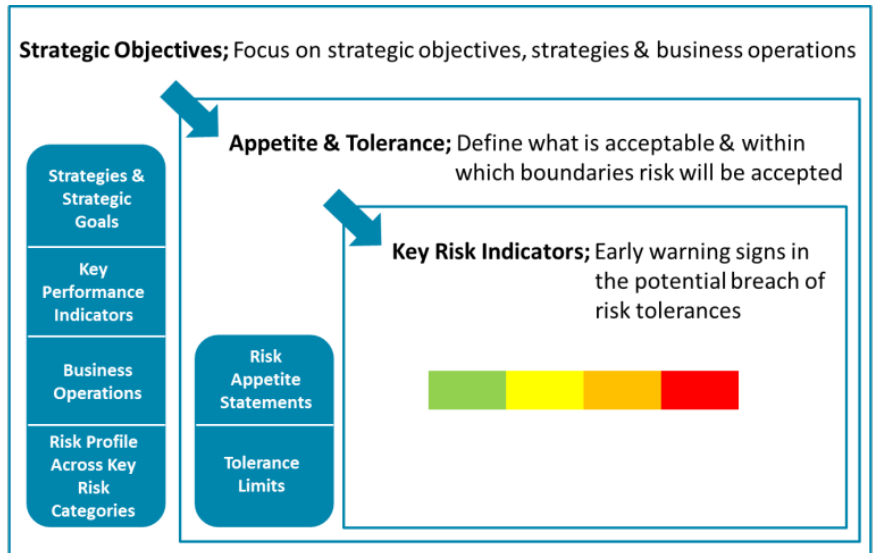 Strategic Objectives; Focus on strategic objectives, strategies & business operations
Appetite & Tolerance; Define what is acceptable & within
which boundaries risk will be accepted
Key Risk Indicators; Early warning signs in
the potential breach of
risk tolerances
Strategies &
Strategic
Goals
Key
Performance
Indicators
Business
Operations
Risk Profile
Across Key
Risk
Categories
Risk
Appetite
Statements
Tolerance
Limits